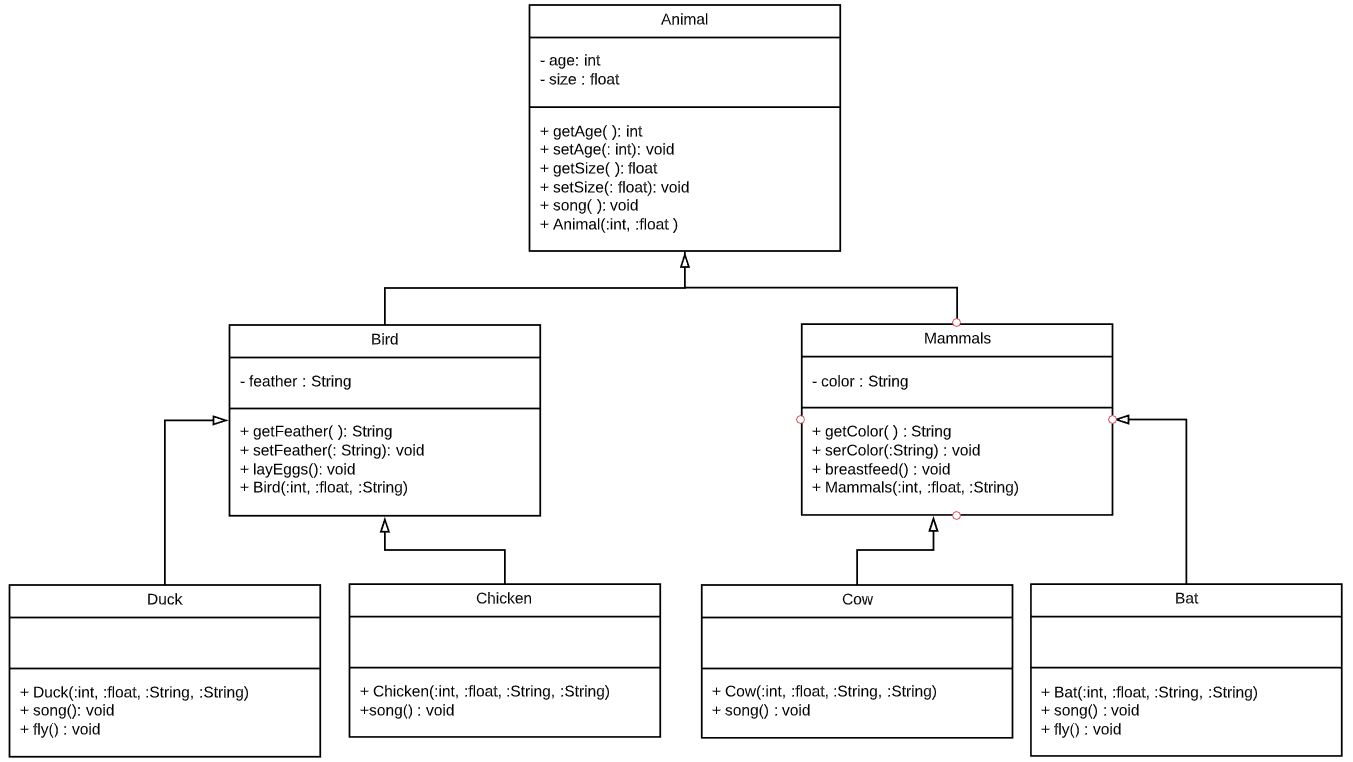 Animal
- age: int
- size : float
+ getAge( ): int
+ setAge(: int): void
+ getSize( ): float
+ setSize(: float): void
+ song( ): void
+ Animal(:int, :float )
Bird
- feather : String
+ getFeather( ): String
+ setFeather(: String): void
+ layEggs(): void
+ Bird(:int, :float, :String)
Mammals
- color : String
+ getColor( ) : String
+ serColor(:String) : void
+ breastfeed() : void
+ Mammals(:int, :float, :String)
Duck
+ Duck(:int, :float, :String, :String)
+ song(): void
+ fly() : void
Chicken
+ Chicken(:int, :float, :String, :String)
+song() : void
Cow
+ Cow(:int, :float, :String, :String)
+ song() : void
Bat
+ Bat(:int, :float, :String, :String)
+ song() : void
+ fly() : void